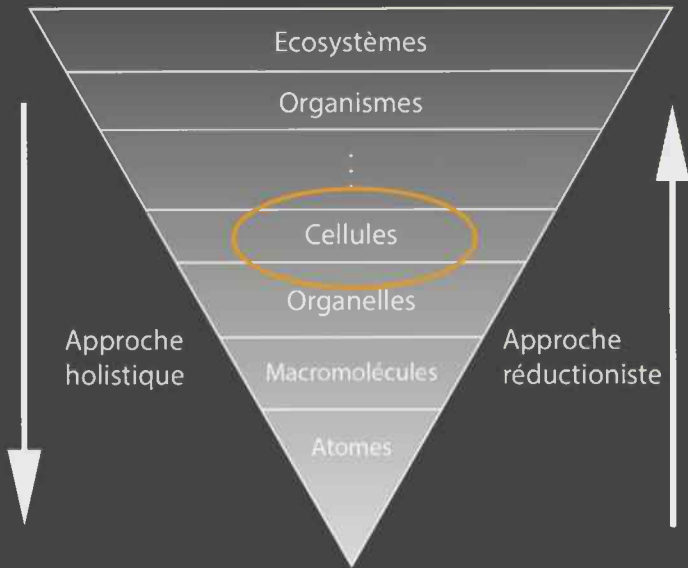 Ecosystèmes
Organismes
⋮
Cellules
Organelles
Macromolécules
Atomes
Approche
holistique
Approche
réductioniste